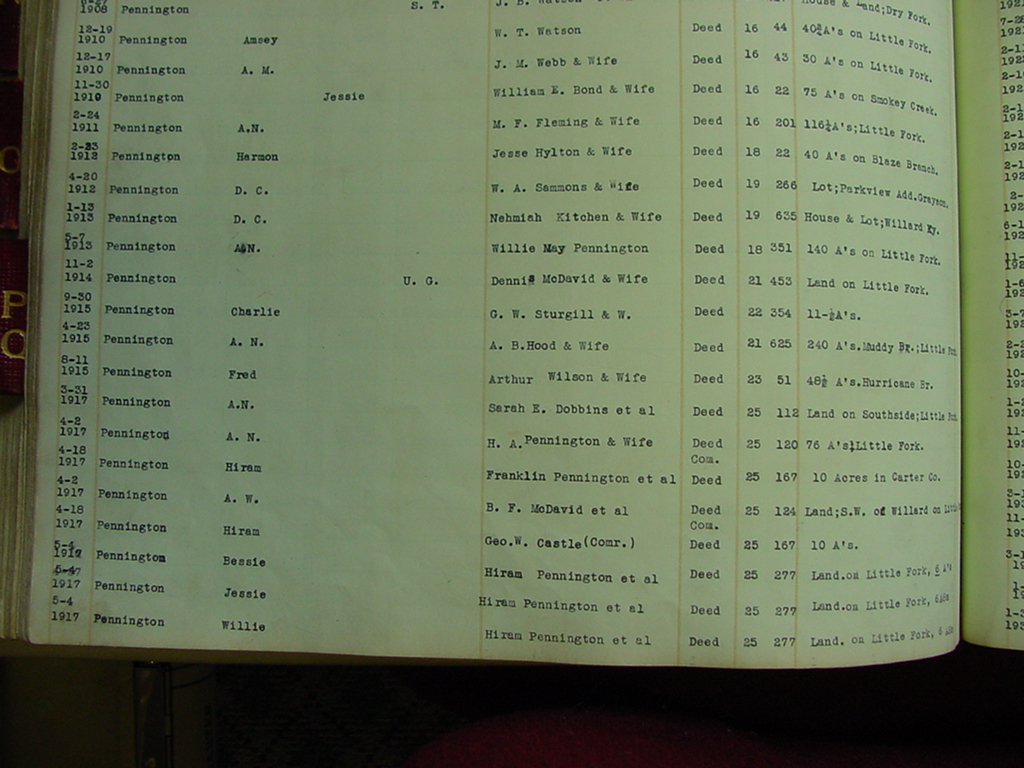 1908 Pennington S. T.
12-19
1910 Pennington Amsey W. T. Watson Deed 16 44 40¾A's on Little Fork.
12-17
1910 Pennington A. M. J. M. Webb & Wife Deed 16 43 30 A's on Little Fork.
11-30
1910 Pennington Jessie William E. Bond & Wife Deed 16 22 75 A's on Smokey Creek.
2-24
1911 Pennington A.N. M. F. Fleming & Wife Deed 16 201 116½A's;Little Fork.
1912 Pennington Harmon Jesse Hylton & Wife Deed 18 22 40 A's on Blaze Branch.
4-20
1912 Pennington D. C. W. A. Sammons & Wife Deed 19 266 Lot;Parkview Add.Grayson.
1-13
1913 Pennington D. C. Nehmiah Kitchen & Wife Deed 19 635 House & Lot;Willard Ky.
5-7
1913 Pennington A.N. Willie May Pennington Deed 18 351 140 A's on Little Fork.
11-2
1914 Pennington U. G. Dennis McDavid & Wife Deed 21 453 Land on Little Fork.
9-30
1915 Pennington Charlie G. W. Sturgill & W. Deed 22 354 11-½A's.
4-23
1915 Pennington A. N. A. B.Hood & Wife Deed 21 625 240 A's.Muddy Br.;Little
8-11
1915 Pennington Fred Arthur Wilson & Wife Deed 23 51 48½ A's.Hurricane Br.
3-31
1917 Pennington A.N. Sarah E. Dobbins et al Deed 25 112 Land on Southside;Little
4-2
1917 Pennington A. N. H. A.Pennington & Wife Deed 25 120 76 A's;Little Fork.
4-18 Com.
1917 Pennington Hiram Franklin Pennington et al Deed 25 167 10 Acres in Carter Co.
4-2
1917 Pennington A. W. B. F. McDavid et al Deed 25 124 Land;S.W. of Willard on
4-18 Com.
1917 Pennington Hiram Geo.W. Castle(Comr.) Deed 25 167 10 A's.
5-4
1917 Pennington Bessie Hiram Pennington et al Deed 25 277 Land.on Little Fork, 6 A's
5-4
1917 Pennington Jessie Hiram Pennington et al Deed 25 277 Land.on Little Fork,
5-4
1917 Pennington Willie Hiram Pennington et al Deed 25 277 Land. on Little Fork, 6
P
Q